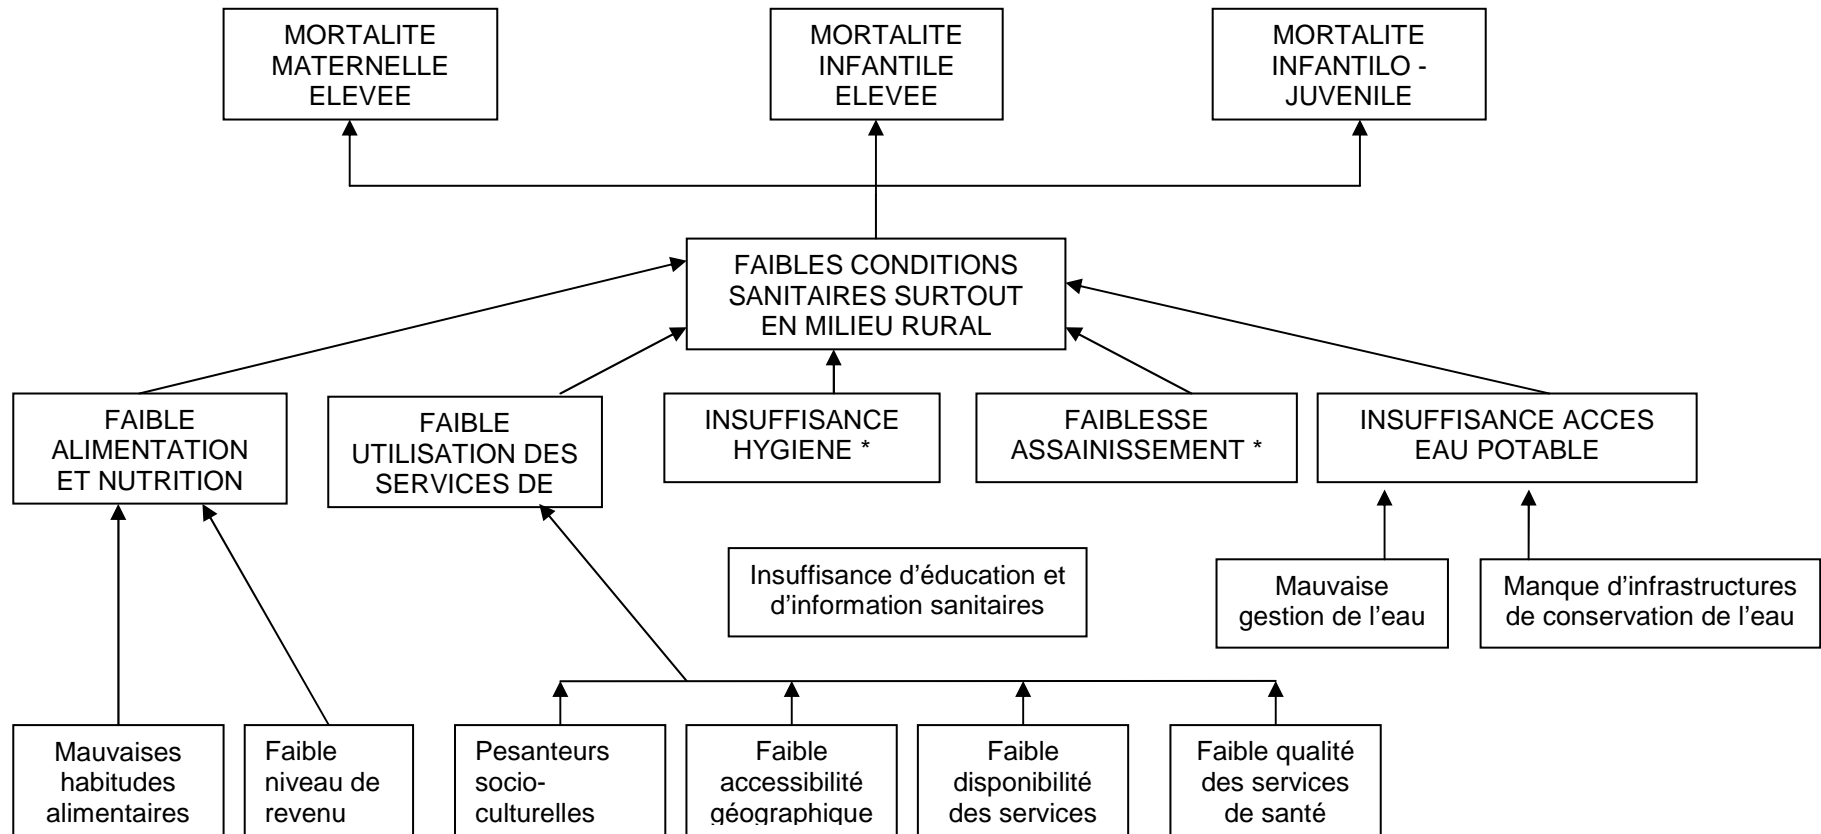 MORTALITE
MATERNELLE
ELEVEE
MORTALITE
INFANTILE
ELEVEE
MORTALITE
INFANTILO -
JUVENILE
FAIBLES CONDITIONS
SANITAIRES SURTOUT
EN MILIEU RURAL
FAIBLE
ALIMENTATION
ET NUTRITION
FAIBLE
UTILISATION DES
SERVICES DE
INSUFFISANCE
HYGIENE *
FAIBLESSE
ASSAINISSEMENT *
INSUFFISANCE ACCES
EAU POTABLE
Insuffisance d’éducation et
d’information sanitaires
Mauvaise
gestion de l’eau
Manque d’infrastructures
de conservation de l’eau
Mauvaises
habitudes
alimentaires
Faible
niveau de
revenu
Pesanteurs
socio-
culturelles
Faible
accessibilité
géographique
Faible
disponibilité
des services
Faible qualité
des services
de santé